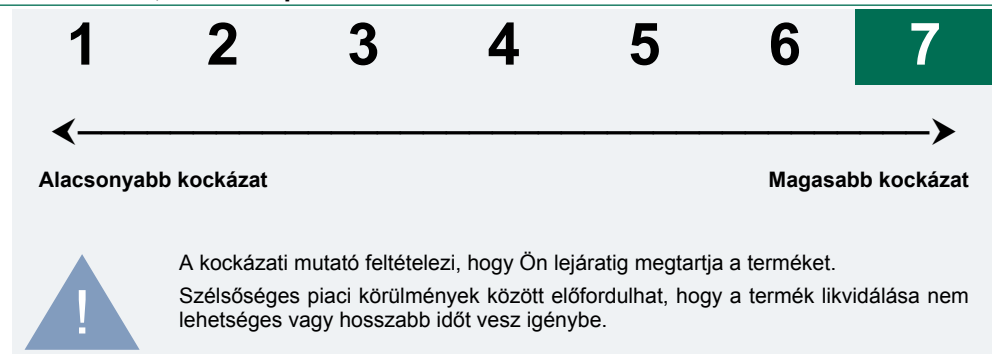 1 2 3 4 5 6 7
Alacsonyabb kockázat Magasabb kockázat
A kockázati mutató feltételezi, hogy Ön lejáratig megtartja a terméket.
Szélsőséges piaci körülmények között előfordulhat, hogy a termék likvidálása nem
lehetséges vagy hosszabb időt vesz igénybe.
!